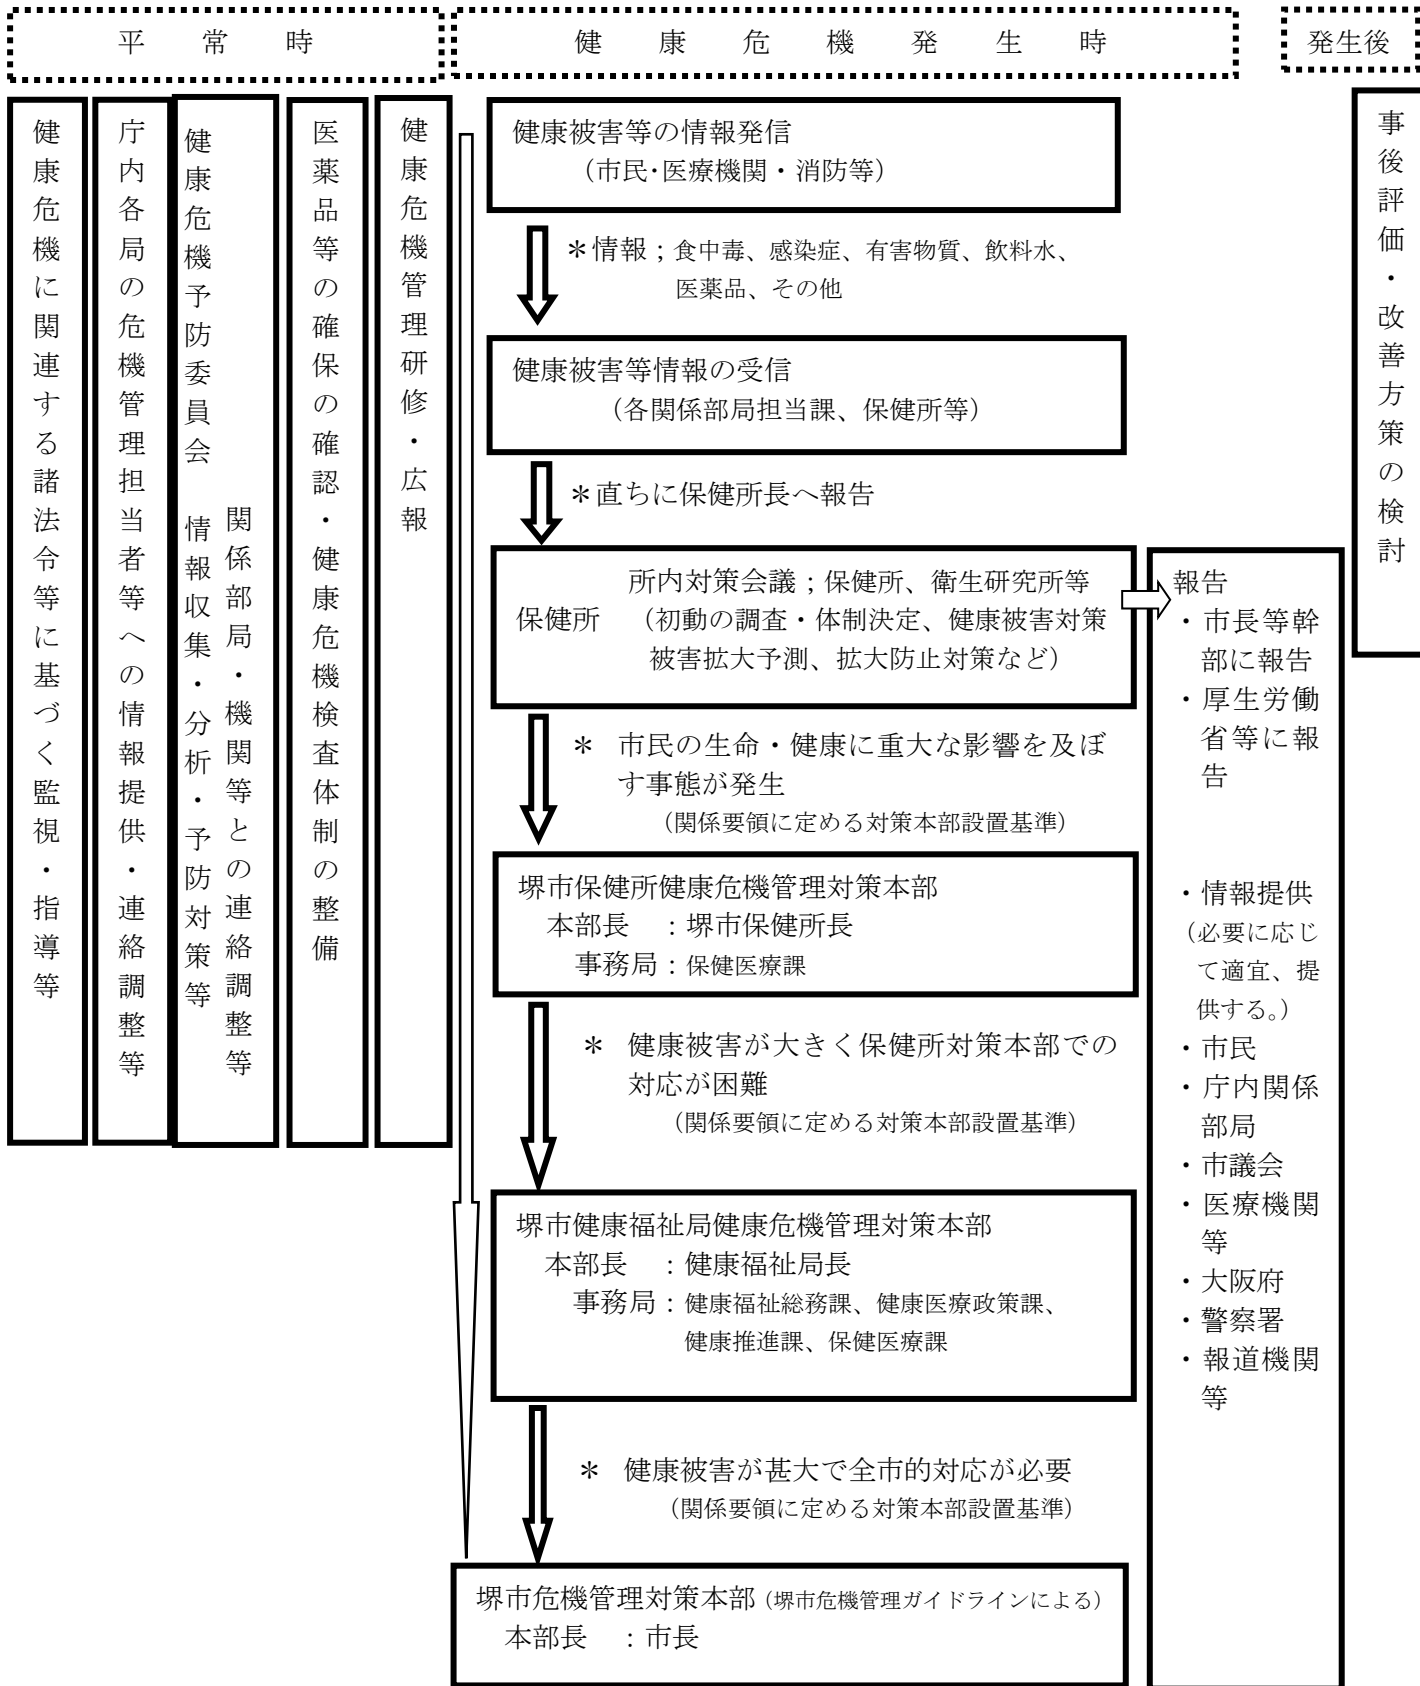 平常時
健康危機に関連する諸法令等に基づく監視・指導等
庁内各局の危機管理担当者等への情報提供・連絡調整等
健康危機予防委員会 情報収集・分析・予防対策等
関係部局・機関等との連絡調整等
医薬品等の確保の確認・健康危機検査体制の整備
健康危機管理研修・広報
健康危機発生時
健康被害等の情報発信
（市民・医療機関・消防等）
＊情報；食中毒、感染症、有害物質、飲料水、
医薬品、その他
健康被害等情報の受信
（各関係部局担当課、保健所等）
＊直ちに保健所長へ報告
所内対策会議；保健所、衛生研究所等
保健所 （初動の調査・体制決定、健康被害対策
被害拡大予測、拡大防止対策など）
＊ 市民の生命・健康に重大な影響を及ぼ
す事態が発生
（関係要領に定める対策本部設置基準）
堺市保健所健康危機管理対策本部
本部長 ：堺市保健所長
事務局：保健医療課
＊ 健康被害が大きく保健所対策本部での
対応が困難
（関係要領に定める対策本部設置基準）
堺市健康福祉局健康危機管理対策本部
本部長 ：健康福祉局長
事務局：健康福祉総務課、健康医療政策課、
健康推進課、保健医療課
＊ 健康被害が甚大で全市的対応が必要
（関係要領に定める対策本部設置基準）
堺市危機管理対策本部（堺市危機管理ガイドラインによる）
本部長 ：市長
報告
・市長等幹
部に報告
・厚生労働
省等に報
告
・情報提供
（必要に応じ
て適宜、提
供する。）
・市民
・庁内関係
部局
・市議会
・医療機関
等
・大阪府
・警察署
・報道機関
等
発生後
事後評価・改善方策の検討